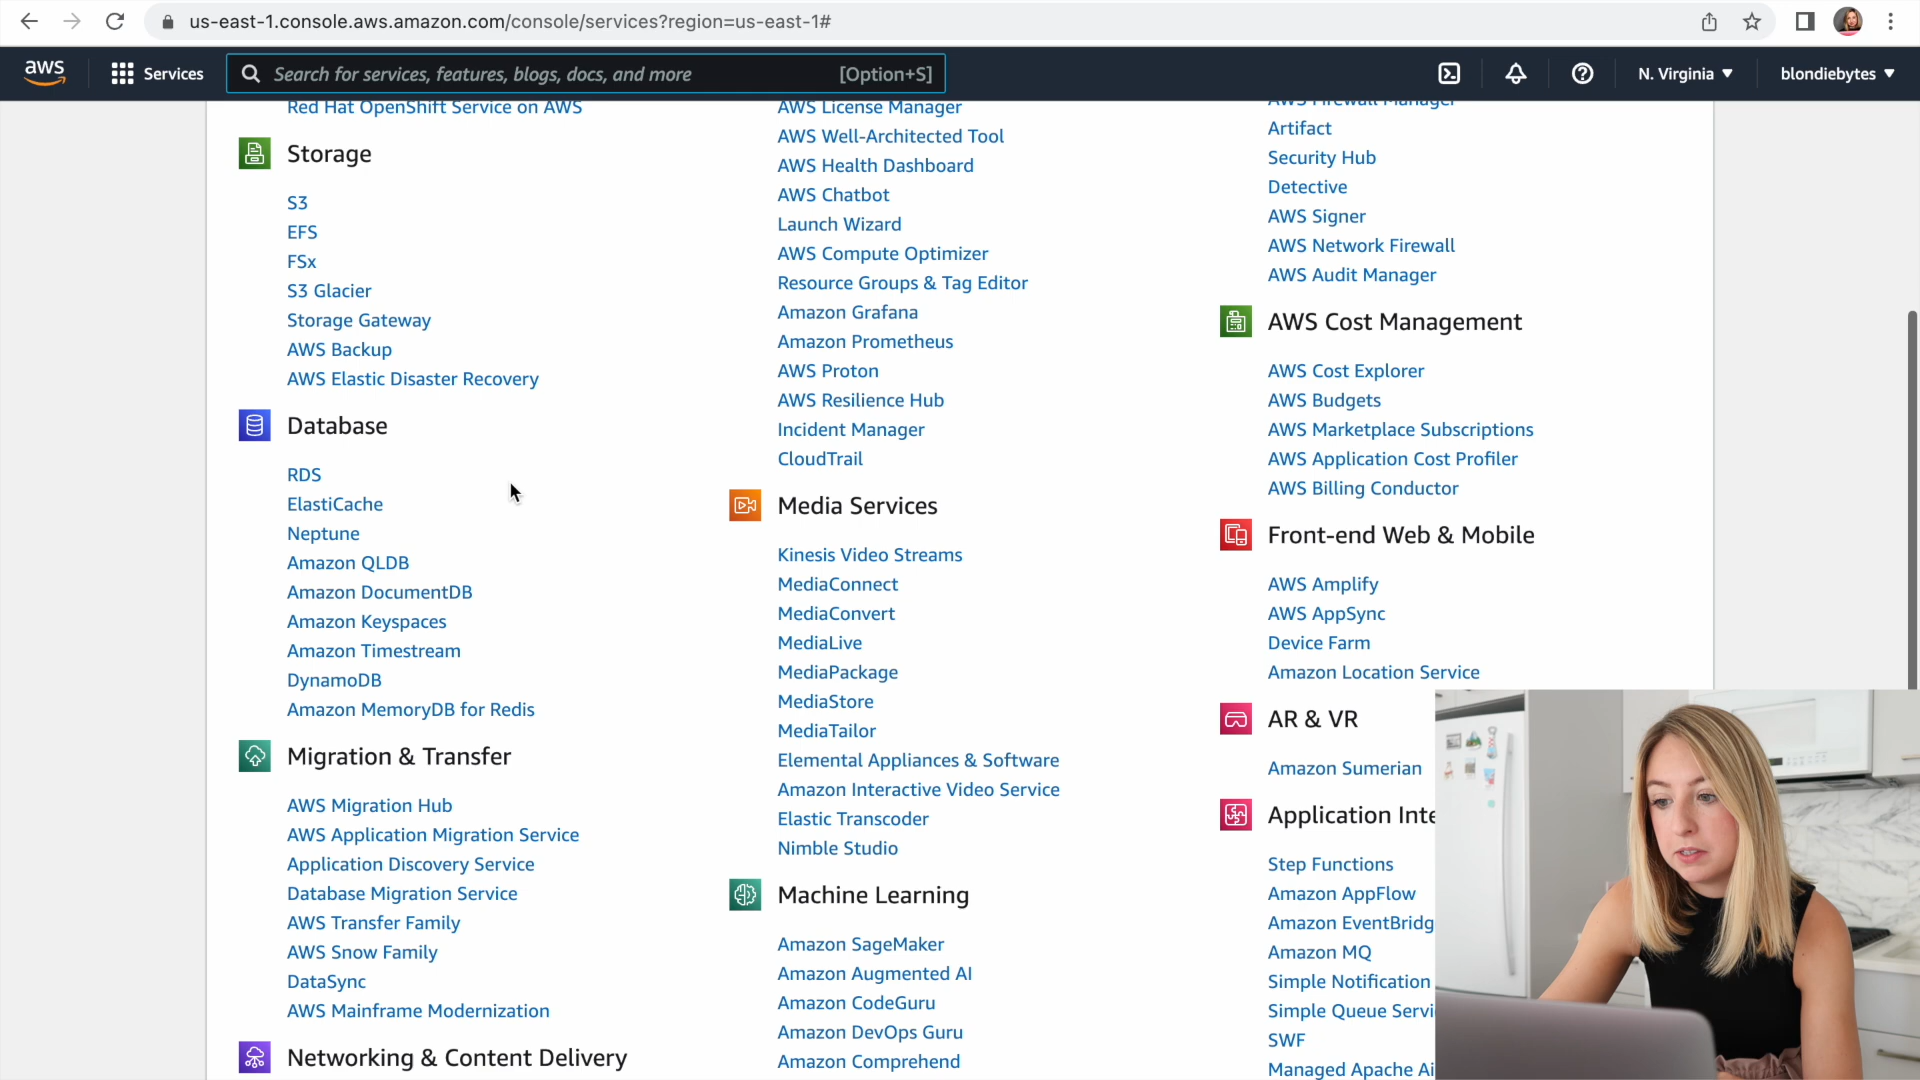 us-east-1.console.aws.amazon.com/console/services?region=us-east-1#
aws
Services
Search for services, features, blogs, docs, and more
[Option+S]
N. Virginia
blondiebytes
Red Hat OpenShift Service on AWS
Storage
S3
EFS
FSx
S3 Glacier
Storage Gateway
AWS Backup
AWS Elastic Disaster Recovery
Database
RDS
ElastiCache
Neptune
Amazon QLDB
Amazon DocumentDB
Amazon Keyspaces
Amazon Timestream
DynamoDB
Amazon MemoryDB for Redis
Migration & Transfer
AWS Migration Hub
AWS Application Migration Service
Application Discovery Service
Database Migration Service
AWS Transfer Family
AWS Snow Family
DataSync
AWS Mainframe Modernization
Networking & Content Delivery
AWS License Manager
AWS Well-Architected Tool
AWS Health Dashboard
AWS Chatbot
Launch Wizard
AWS Compute Optimizer
Resource Groups & Tag Editor
Amazon Grafana
Amazon Prometheus
AWS Proton
AWS Resilience Hub
Incident Manager
CloudTrail
Media Services
Kinesis Video Streams
MediaConnect
MediaConvert
MediaLive
MediaPackage
MediaStore
MediaTailor
Elemental Appliances & Software
Amazon Interactive Video Service
Elastic Transcoder
Nimble Studio
Machine Learning
Amazon SageMaker
Amazon Augmented AI
Amazon CodeGuru
Amazon DevOps Guru
Amazon Comprehend
AWS Firewall Manager
Artifact
Security Hub
Detective
AWS Signer
AWS Network Firewall
AWS Audit Manager
AWS Cost Management
AWS Cost Explorer
AWS Budgets
AWS Marketplace Subscriptions
AWS Application Cost Profiler
AWS Billing Conductor
Front-end Web & Mobile
AWS Amplify
AWS AppSync
Device Farm
Amazon Location Service
AR & VR
Amazon Sumerian
Application Inte
Step Functions
Amazon AppFlow
Amazon EventBridg
Amazon MQ
Simple Notification
Simple Queue Servi
SWF
Managed Apache Ai